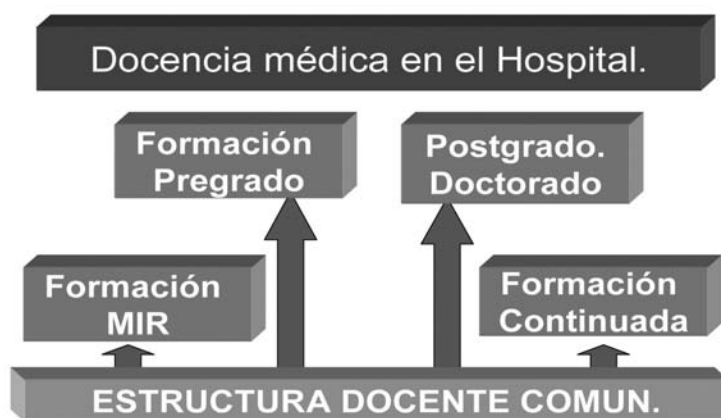 Docencia médica en el Hospital.
Formación
Pregrado
Postgrado.
Doctorado
Formación
MIR
Formación
Continuada
ESTRUCTURA DOCENTE COMUN.